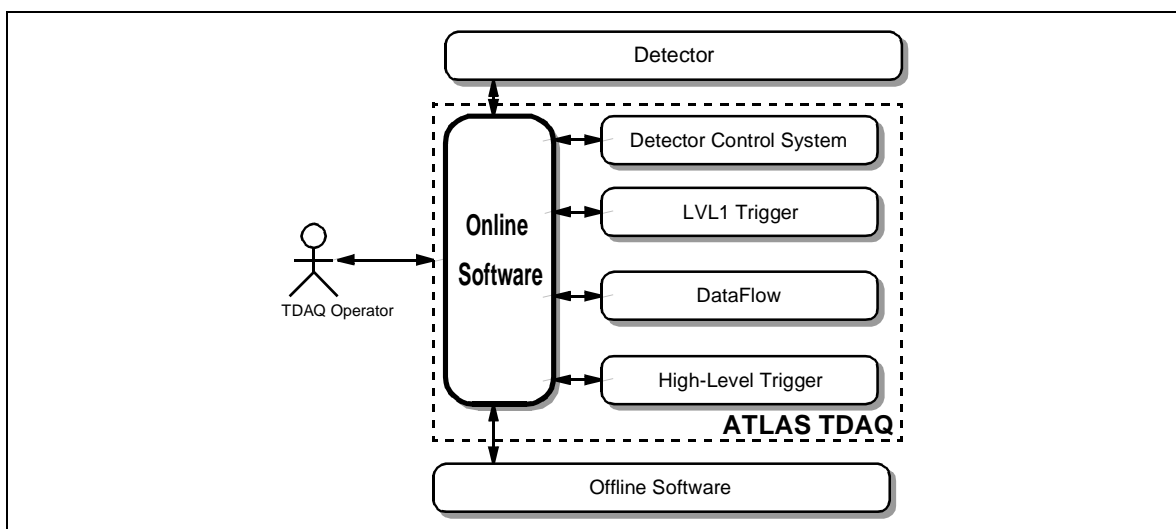 Detector
Detector Control System
LVL1 Trigger
Online
Software
DataFlow
TDAQ Operator
High-Level Trigger
ATLAS TDAQ
Offline Software